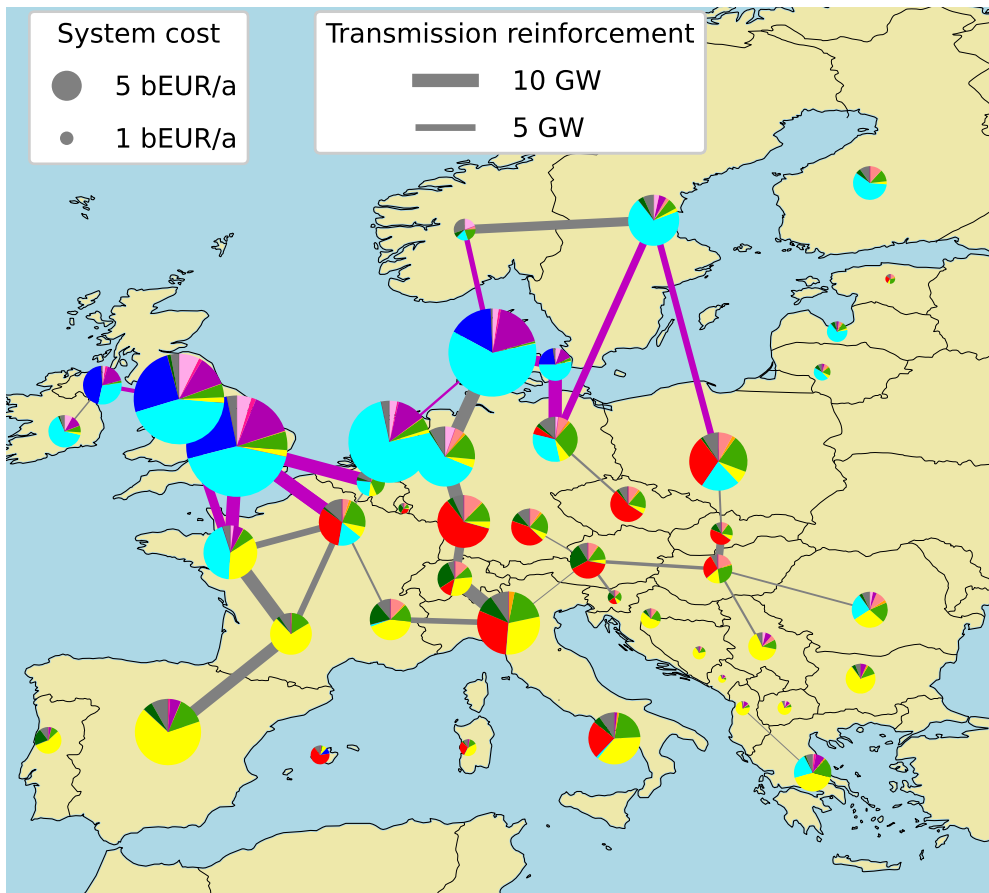 System cost
5 bEUR/a
1 bEUR/a
Transmission reinforcement
10 GW
5 GW